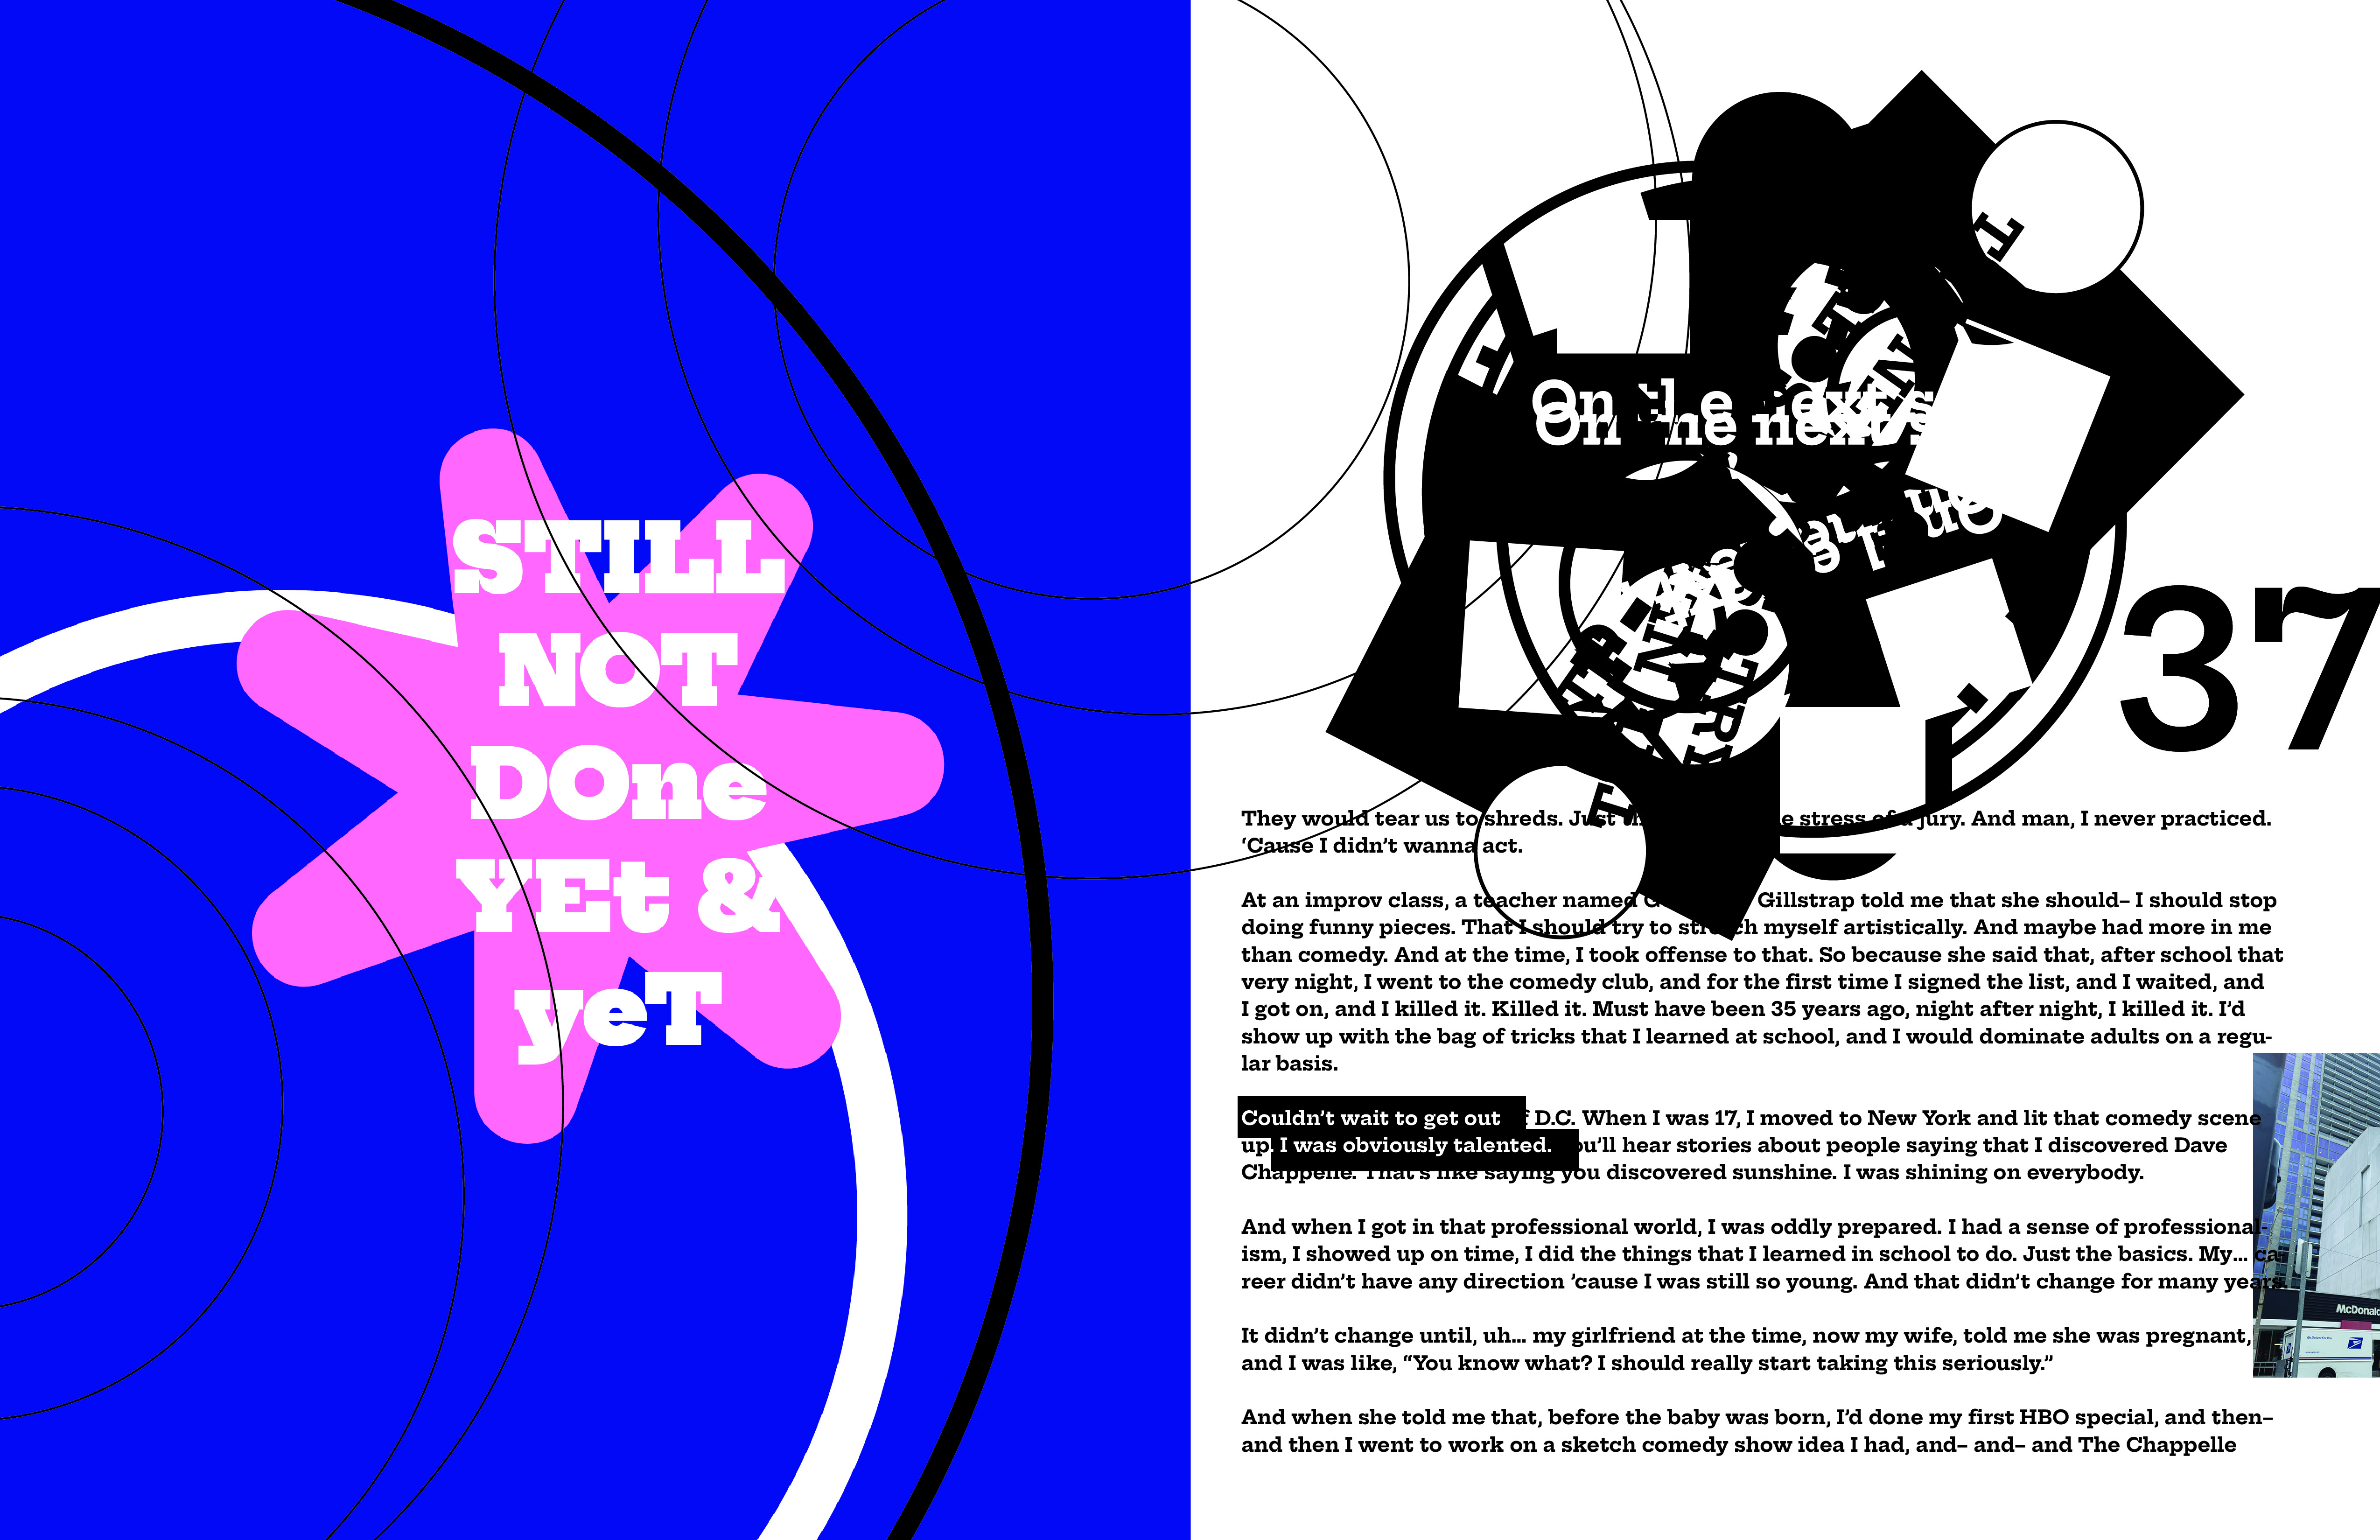 STILL
NOT
DOne
YEt &
yeT
On the next s
On the next s
37
They would tear us to shreds. Just th e stress of a jury. And man, I never practiced.
‘Cause I didn’t wanna act.
At an improv class, a teacher named G Gillstrap told me that she should– I should stop
doing funny pieces. That I should try to stretch myself artistically. And maybe had more in me
than comedy. And at the time, I took offense to that. So because she said that, after school that
very night, I went to the comedy club, and for the first time I signed the list, and I waited, and
I got on, and I killed it. Killed it. Must have been 35 years ago, night after night, I killed it. I’d
show up with the bag of tricks that I learned at school, and I would dominate adults on a regu-
lar basis.
Couldn’t wait to get out f D.C. When I was 17, I moved to New York and lit that comedy scene
up. I was obviously talented. ou’ll hear stories about people saying that I discovered Dave
Chappelle. That’s like saying you discovered sunshine. I was shining on everybody.
And when I got in that professional world, I was oddly prepared. I had a sense of professional-
ism, I showed up on time, I did the things that I learned in school to do. Just the basics. My... ca-
reer didn’t have any direction ’cause I was still so young. And that didn’t change for many years.
It didn’t change until, uh... my girlfriend at the time, now my wife, told me she was pregnant,
and I was like, “You know what? I should really start taking this seriously.”
And when she told me that, before the baby was born, I’d done my first HBO special, and then–
and then I went to work on a sketch comedy show idea I had, and– and– and The Chappelle
McDonald